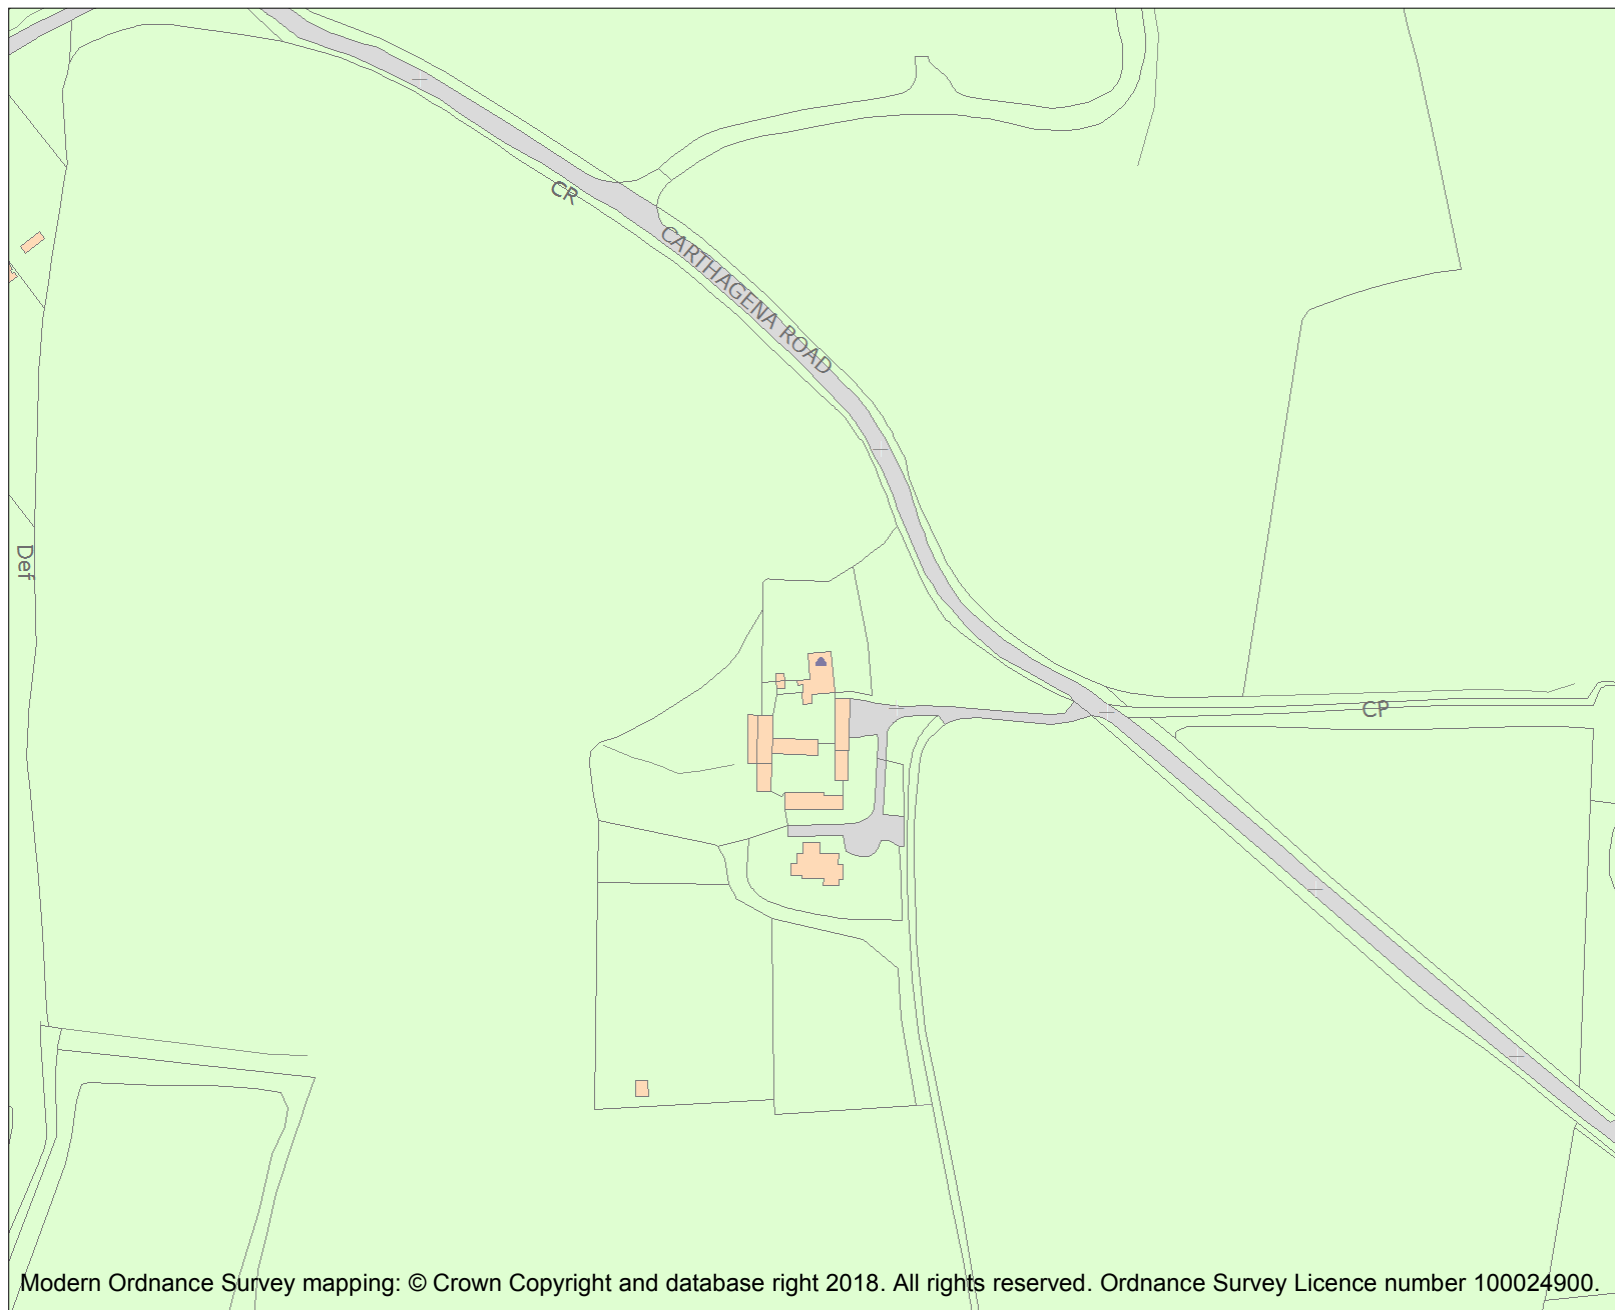 CR
CARTHAGENA ROAD
Def
CP
Modern Ordnance Survey mapping: © Crown Copyright and database right 2018. All rights reserved. Ordnance Survey Licence number 100024900.